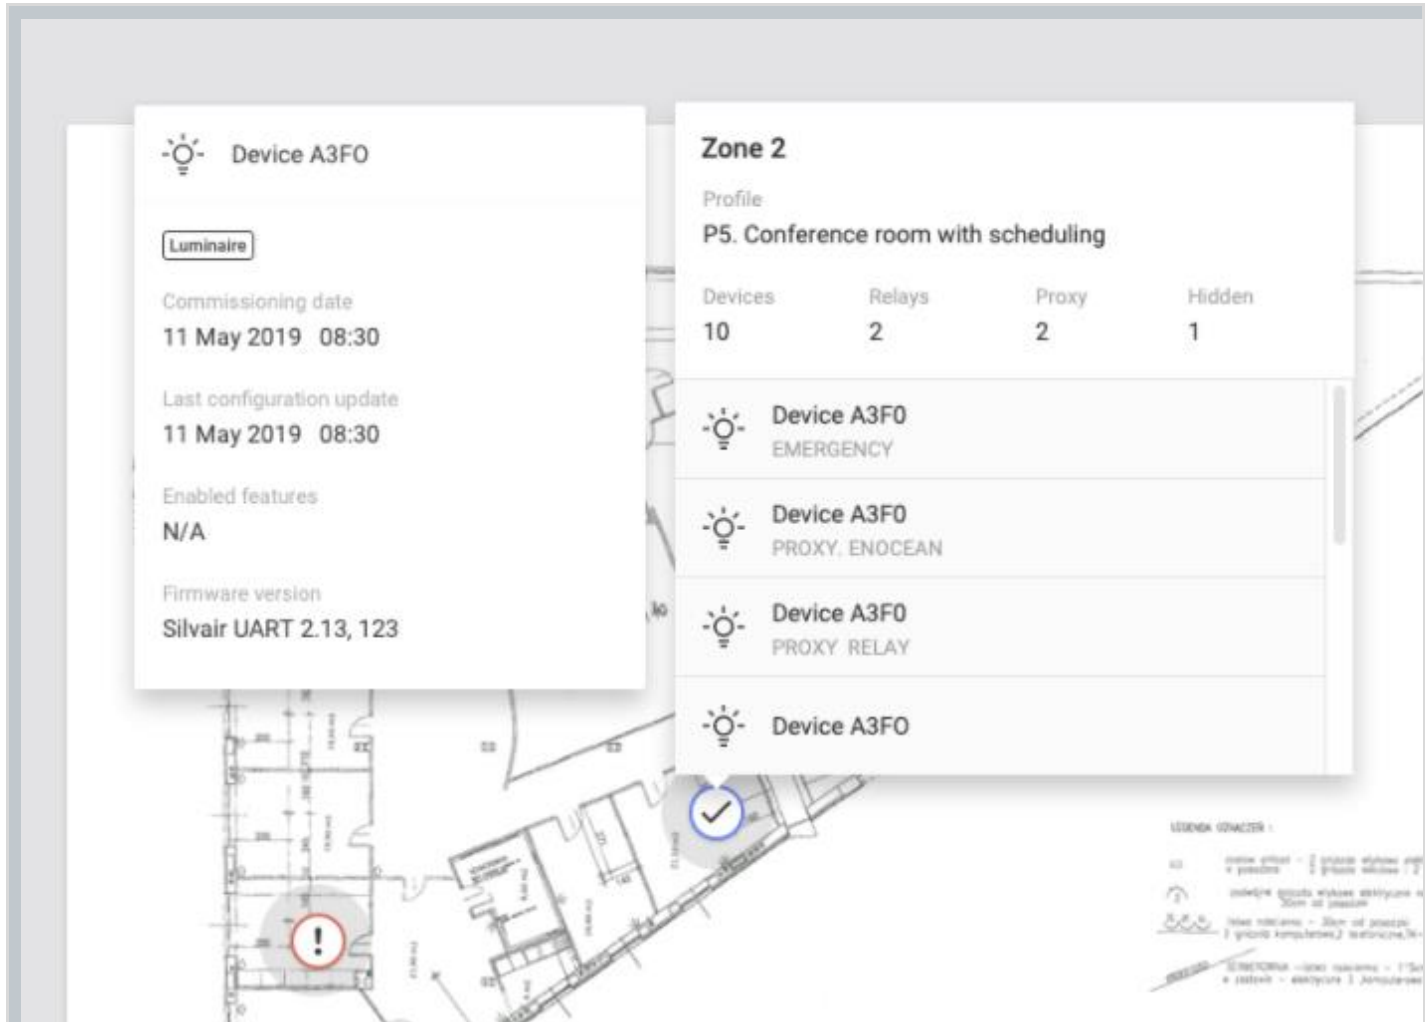 Device A3FO
Luminaire
Commissioning date
11 May 2019 08:30
Last configuration update
11 May 2019 08:30
Enabled features
N/A
Firmware version
Silvair UART 2.13, 123
Zone 2
Profile
P5. Conference room with scheduling
Devices Relays Proxy Hidden
10 2 2 1
Device A3F0
EMERGENCY
Device A3F0
PROXY. ENOCEAN
Device A3F0
PROXY RELAY
Device A3FO
LEGENDA OZNACZEŃ :